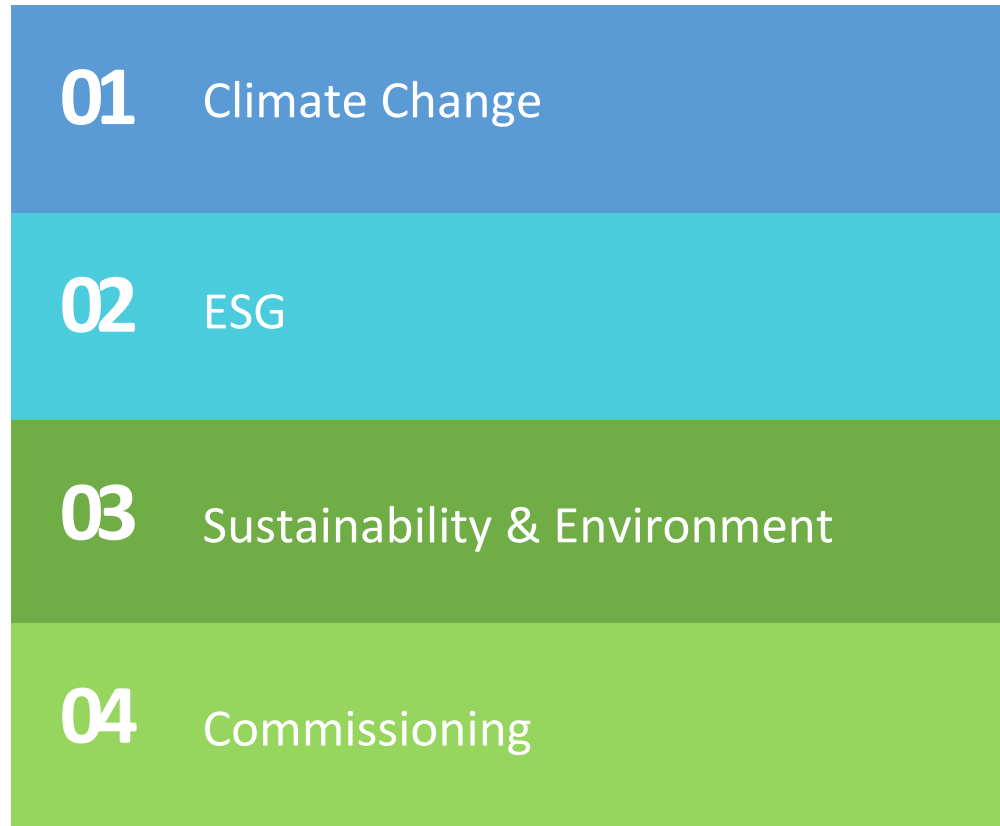 01 Climate Change
02 ESG
03 Sustainability & Environment
04 Commissioning